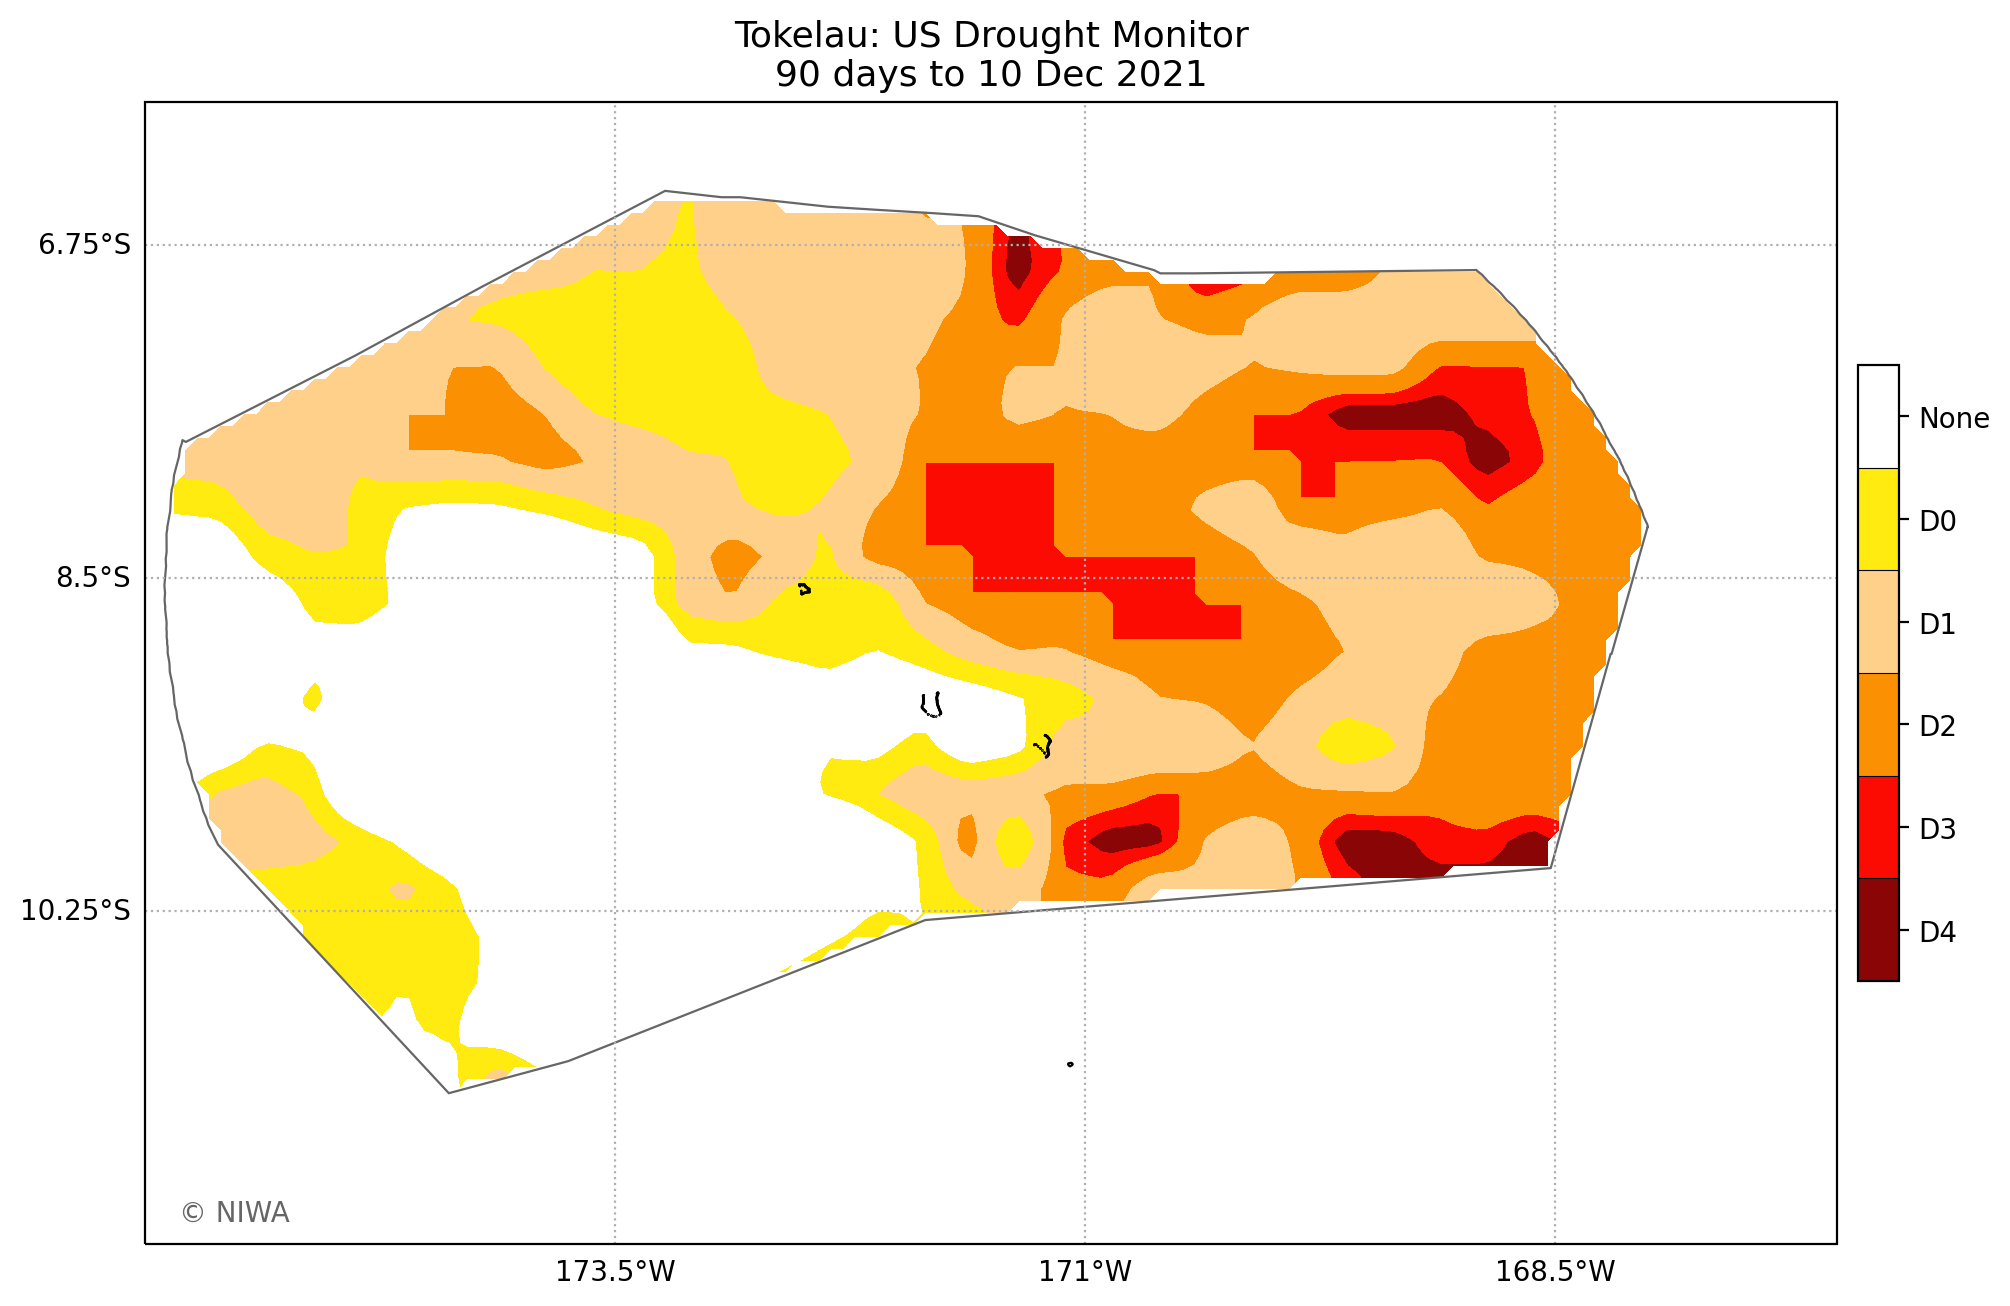 Tokelau: US Drought Monitor
90 days to 10 Dec 2021
6.75°S
8.5°S
10.25°S
173.5°W
171°W
168.5°W
None
D0
D1
D2
D3
D4
© NIWA